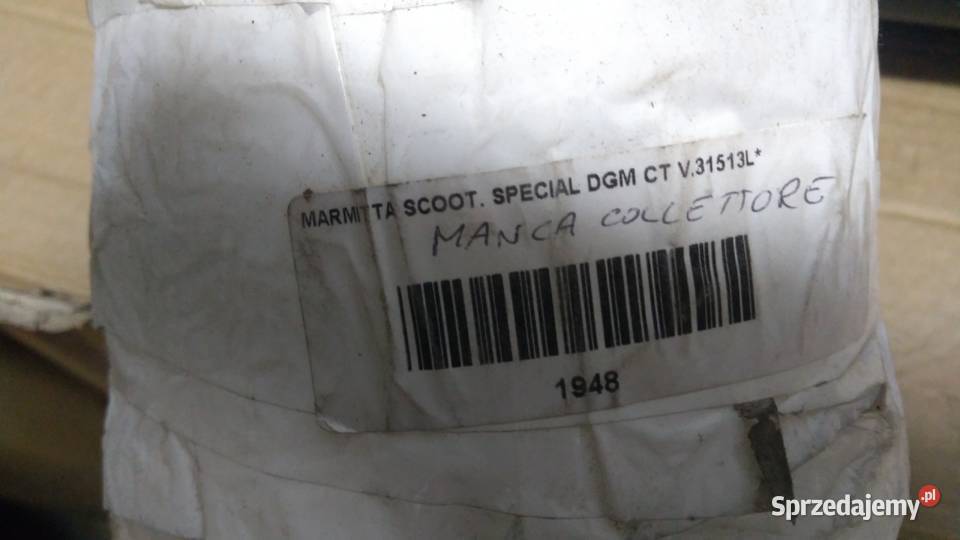 MARMITTA SCOOT. SPECIAL DGM CT V.31513L*
MANCA COLLETTORE
1948
Sprzedajemy.pl